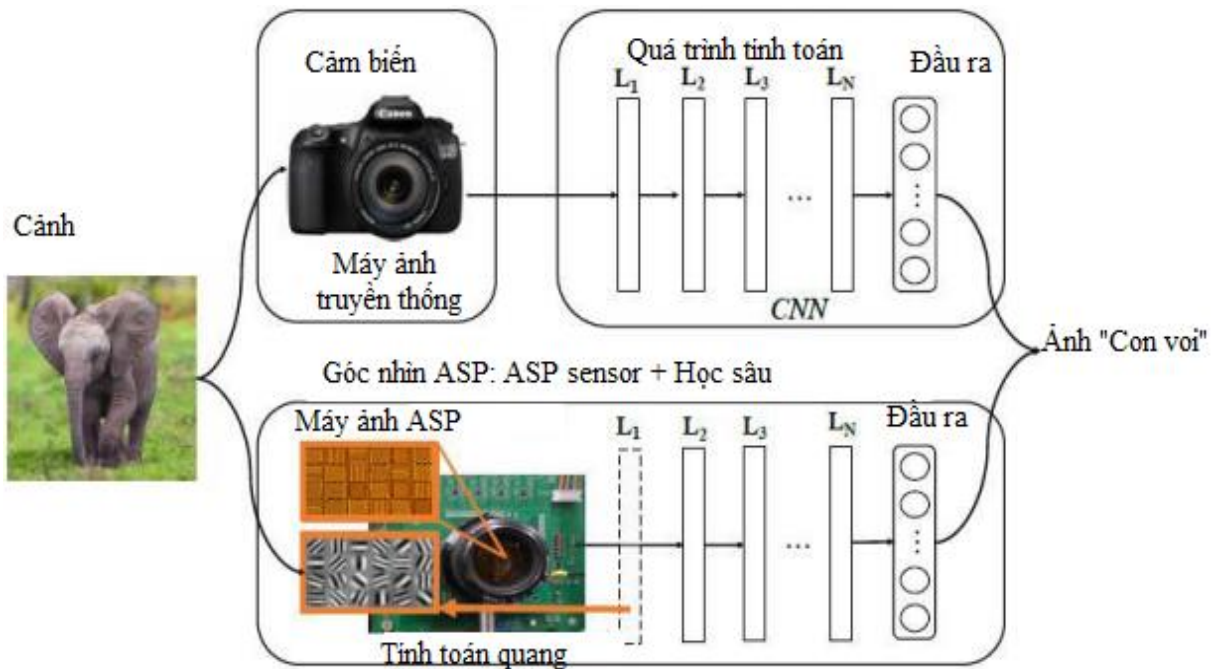 Cảm biến
Quá trình tính toán
Đầu ra
L1
L2
L3
LN
...
Canon
Cảnh
Máy ảnh
truyền thống
CNN
Ảnh "Con voi"
Góc nhìn ASP: ASP sensor + Học sâu
Máy ảnh ASP
Đầu ra
L1
L2
L3
LN
...
Tính toán quang